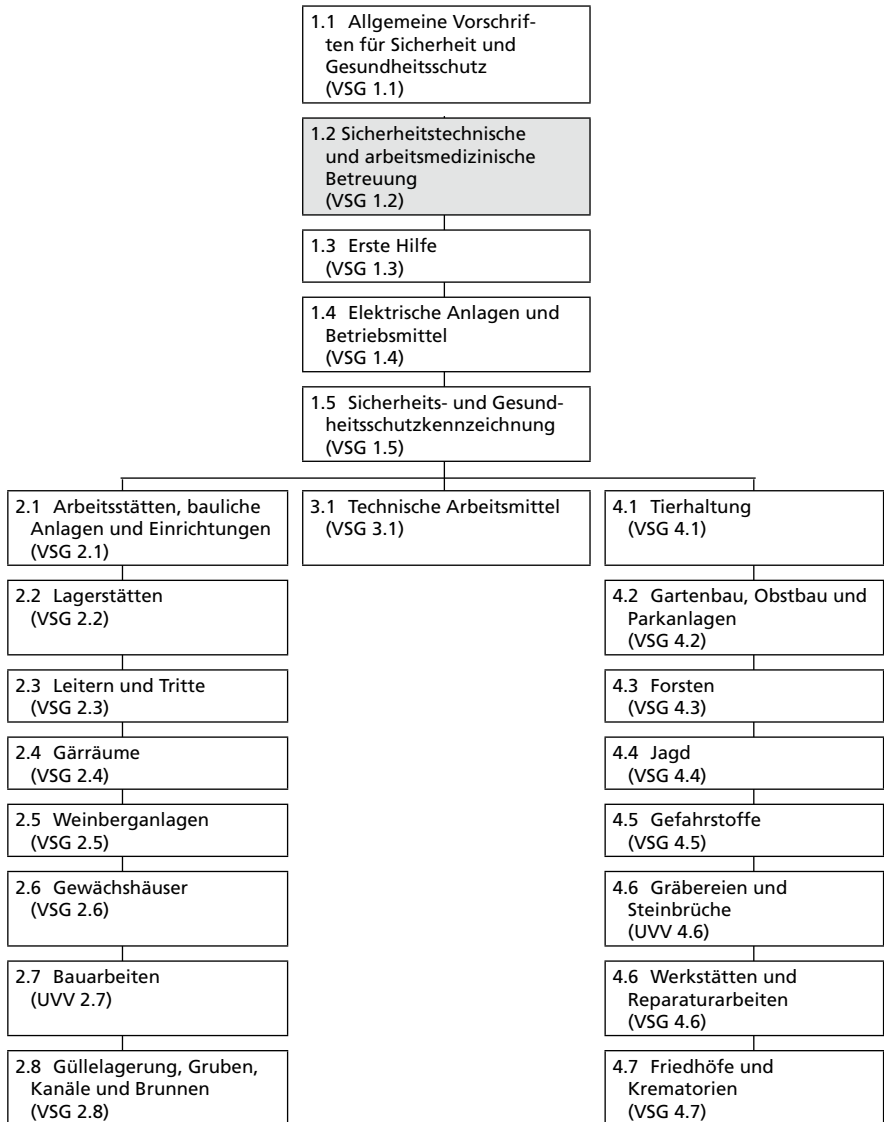 1.1 Allgemeine Vorschrif-
ten für Sicherheit und
Gesundheitsschutz
(VSG 1.1)
1.2 Sicherheitstechnische
und arbeitsmedizinische
Betreuung
(VSG 1.2)
1.3 Erste Hilfe
(VSG 1.3)
1.4 Elektrische Anlagen und
Betriebsmittel
(VSG 1.4)
1.5 Sicherheits- und Gesund-
heitsschutzkennzeichnung
(VSG 1.5)
2.1 Arbeitsstätten, bauliche
Anlagen und Einrichtungen
(VSG 2.1)
2.2 Lagerstätten
(VSG 2.2)
2.3 Leitern und Tritte
(VSG 2.3)
2.4 Gärräume
(VSG 2.4)
2.5 Weinberganlagen
(VSG 2.5)
2.6 Gewächshäuser
(VSG 2.6)
2.7 Bauarbeiten
(UVV 2.7)
2.8 Güllelagerung, Gruben,
Kanäle und Brunnen
(VSG 2.8)
3.1 Technische Arbeitsmittel
(VSG 3.1)
4.1 Tierhaltung
(VSG 4.1)
4.2 Gartenbau, Obstbau und
Parkanlagen
(VSG 4.2)
4.3 Forsten
(VSG 4.3)
4.4 Jagd
(VSG 4.4)
4.5 Gefahrstoffe
(VSG 4.5)
4.6 Gräbereien und
Steinbrüche
(UVV 4.6)
4.6 Werkstätten und
Reparaturarbeiten
(VSG 4.6)
4.7 Friedhöfe und
Krematorien
(VSG 4.7)